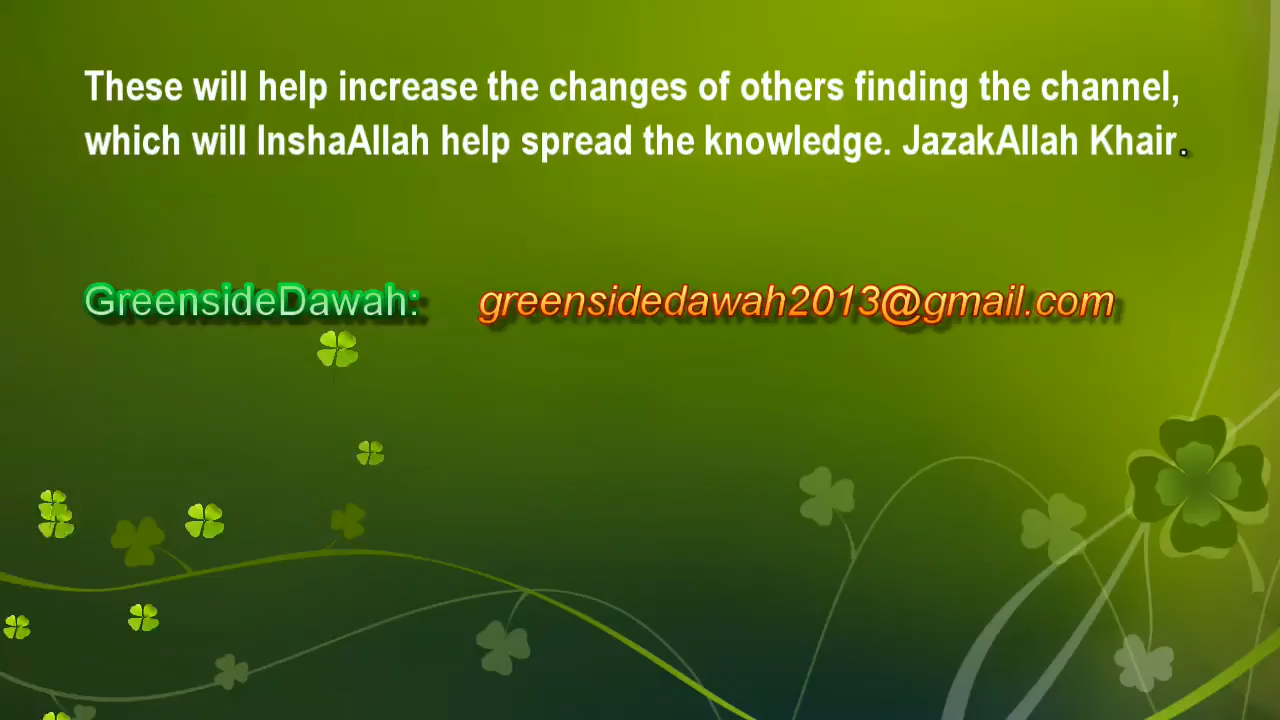 These will help increase the changes of others finding the channel,
which will InshaAllah help spread the knowledge. JazakAllah Khair.
GreensideDawah: greensidedawah2013@gmail.com